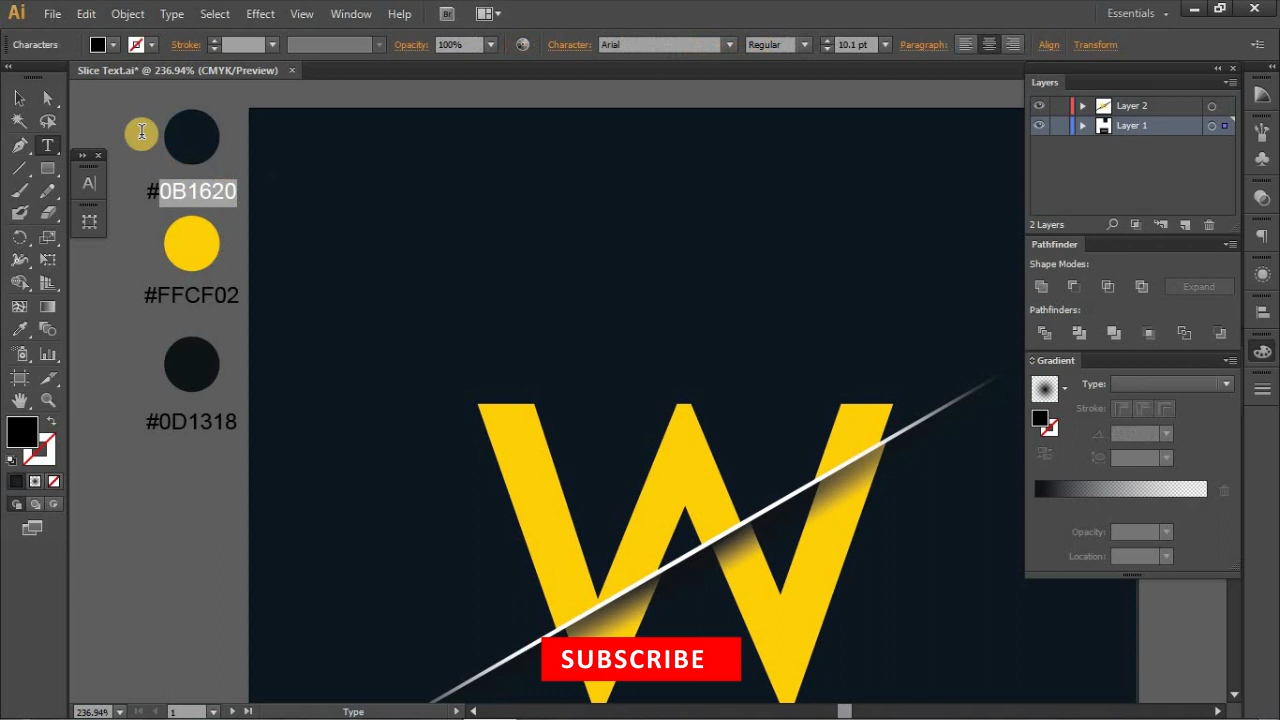 Ai File Edit Object Type Select Effect View Window Help Br Essentials
Characters Stroke: Opacity: 100% Character: Arial Regular 10.1 pt Paragraph: Align Transform
Slice Text.ai* @ 236.94% (CMYK/Preview)
Layers
Layer 2
Layer 1
2 Layers
#0B1620
#FFCF02
#0D1318
Pathfinder
Shape Modes:
Expand
Pathfinders:
Gradient
Type:
Stroke:
Opacity:
Location:
W
SUBSCRIBE
236.94% 1 Type